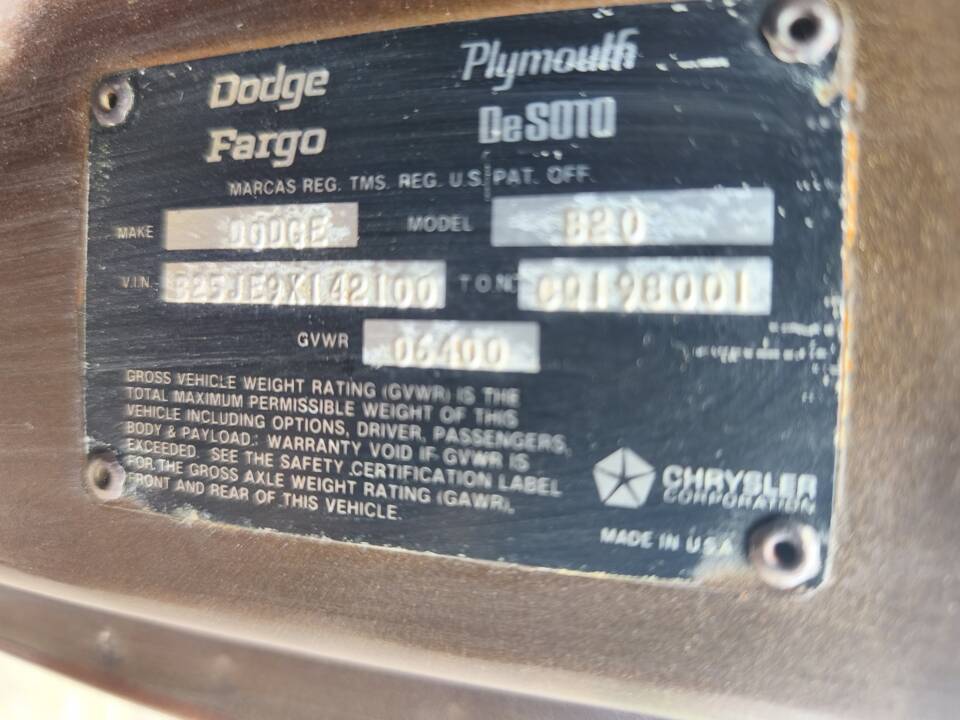 Dodge Plymouth
Fargo DeSOTO
MARCAS REG. TMS. REG. U.S. PAT. OFF.
MAKE DODGE MODEL B20
V.I.N. B25JE9X142100 T.O.N. CQ198001
GVWR 06400
GROSS VEHICLE WEIGHT RATING (GVWR) IS THE
TOTAL MAXIMUM PERMISSIBLE WEIGHT OF THIS
VEHICLE INCLUDING OPTIONS, DRIVER, PASSENGERS,
BODY & PAYLOAD. WARRANTY VOID IF GVWR IS
EXCEEDED. SEE THE SAFETY CERTIFICATION LABEL
FOR THE GROSS AXLE WEIGHT RATING (GAWR),
FRONT AND REAR OF THIS VEHICLE.
CHRYSLER
CORPORATION
MADE IN U.S.A.